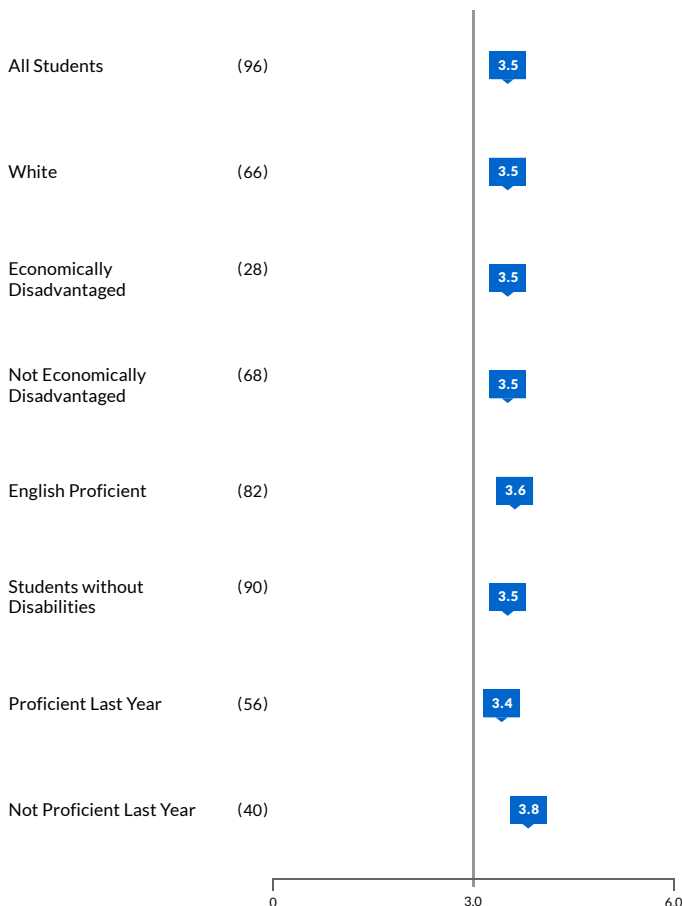 All Students (96) 3.5
White (66) 3.5
Economically (28) 3.5
Disadvantaged
Not Economically (68) 3.5
Disadvantaged
English Proficient (82) 3.6
Students without (90) 3.5
Disabilities
Proficient Last Year (56) 3.4
Not Proficient Last Year (40) 3.8
0 3.0 6.0